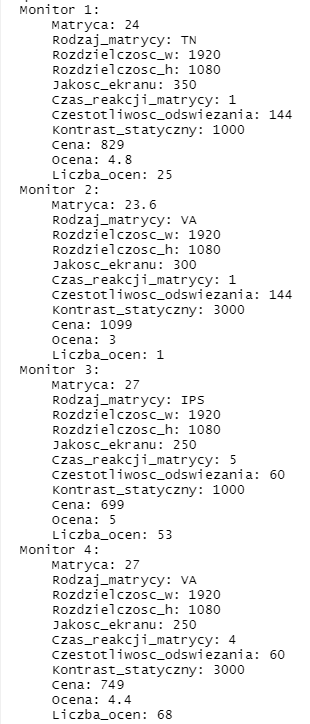 Monitor 1:
Matryca: 24
Rodzaj_matrycy: TN
Rozdzielczosc_w: 1920
Rozdzielczosc_h: 1080
Jakosc_ekranu: 350
Czas_reakcji_matrycy: 1
Czestotliwosc_odswiezania: 144
Kontrast_statyczny: 1000
Cena: 829
Ocena: 4.8
Liczba_ocen: 25
Monitor 2:
Matryca: 23.6
Rodzaj_matrycy: VA
Rozdzielczosc_w: 1920
Rozdzielczosc_h: 1080
Jakosc_ekranu: 300
Czas_reakcji_matrycy: 1
Czestotliwosc_odswiezania: 144
Kontrast_statyczny: 3000
Cena: 1099
Ocena: 3
Liczba_ocen: 1
Monitor 3:
Matryca: 27
Rodzaj_matrycy: IPS
Rozdzielczosc_w: 1920
Rozdzielczosc_h: 1080
Jakosc_ekranu: 250
Czas_reakcji_matrycy: 5
Czestotliwosc_odswiezania: 60
Kontrast_statyczny: 1000
Cena: 699
Ocena: 5
Liczba_ocen: 53
Monitor 4:
Matryca: 27
Rodzaj_matrycy: VA
Rozdzielczosc_w: 1920
Rozdzielczosc_h: 1080
Jakosc_ekranu: 250
Czas_reakcji_matrycy: 4
Czestotliwosc_odswiezania: 60
Kontrast_statyczny: 3000
Cena: 749
Ocena: 4.4
Liczba_ocen: 68